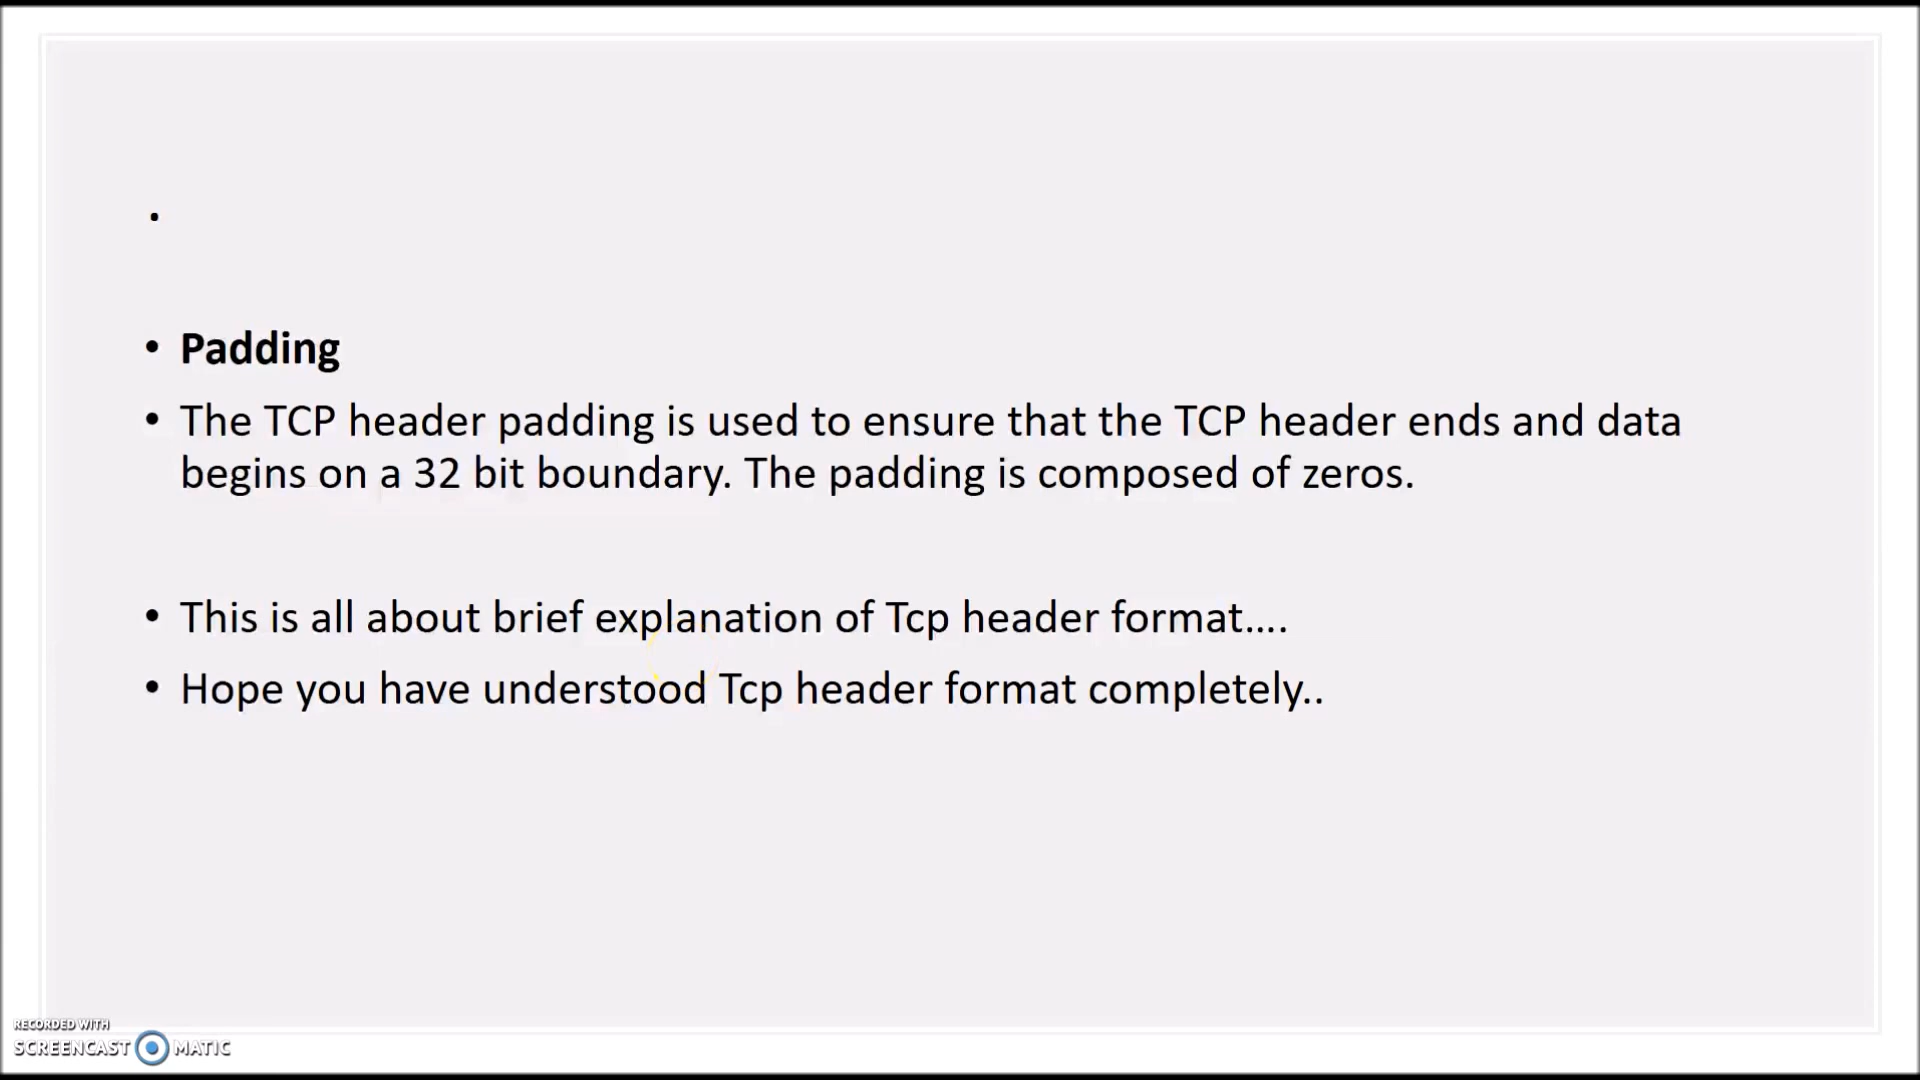 .
• Padding
• The TCP header padding is used to ensure that the TCP header ends and data
begins on a 32 bit boundary. The padding is composed of zeros.
• This is all about brief explanation of Tcp header format....
• Hope you have understood Tcp header format completely..
RECORDED WITH
SCREENCAST MATIC